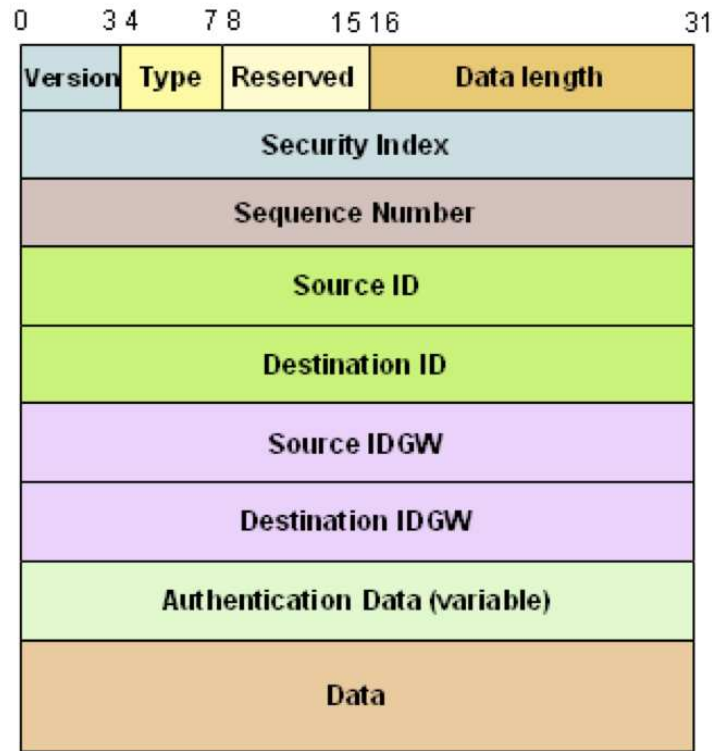 0 3 4 7 8 15 16 31
Version Type Reserved Data length
Security Index
Sequence Number
Source ID
Destination ID
Source IDGW
Destination IDGW
Authentication Data (variable)
Data